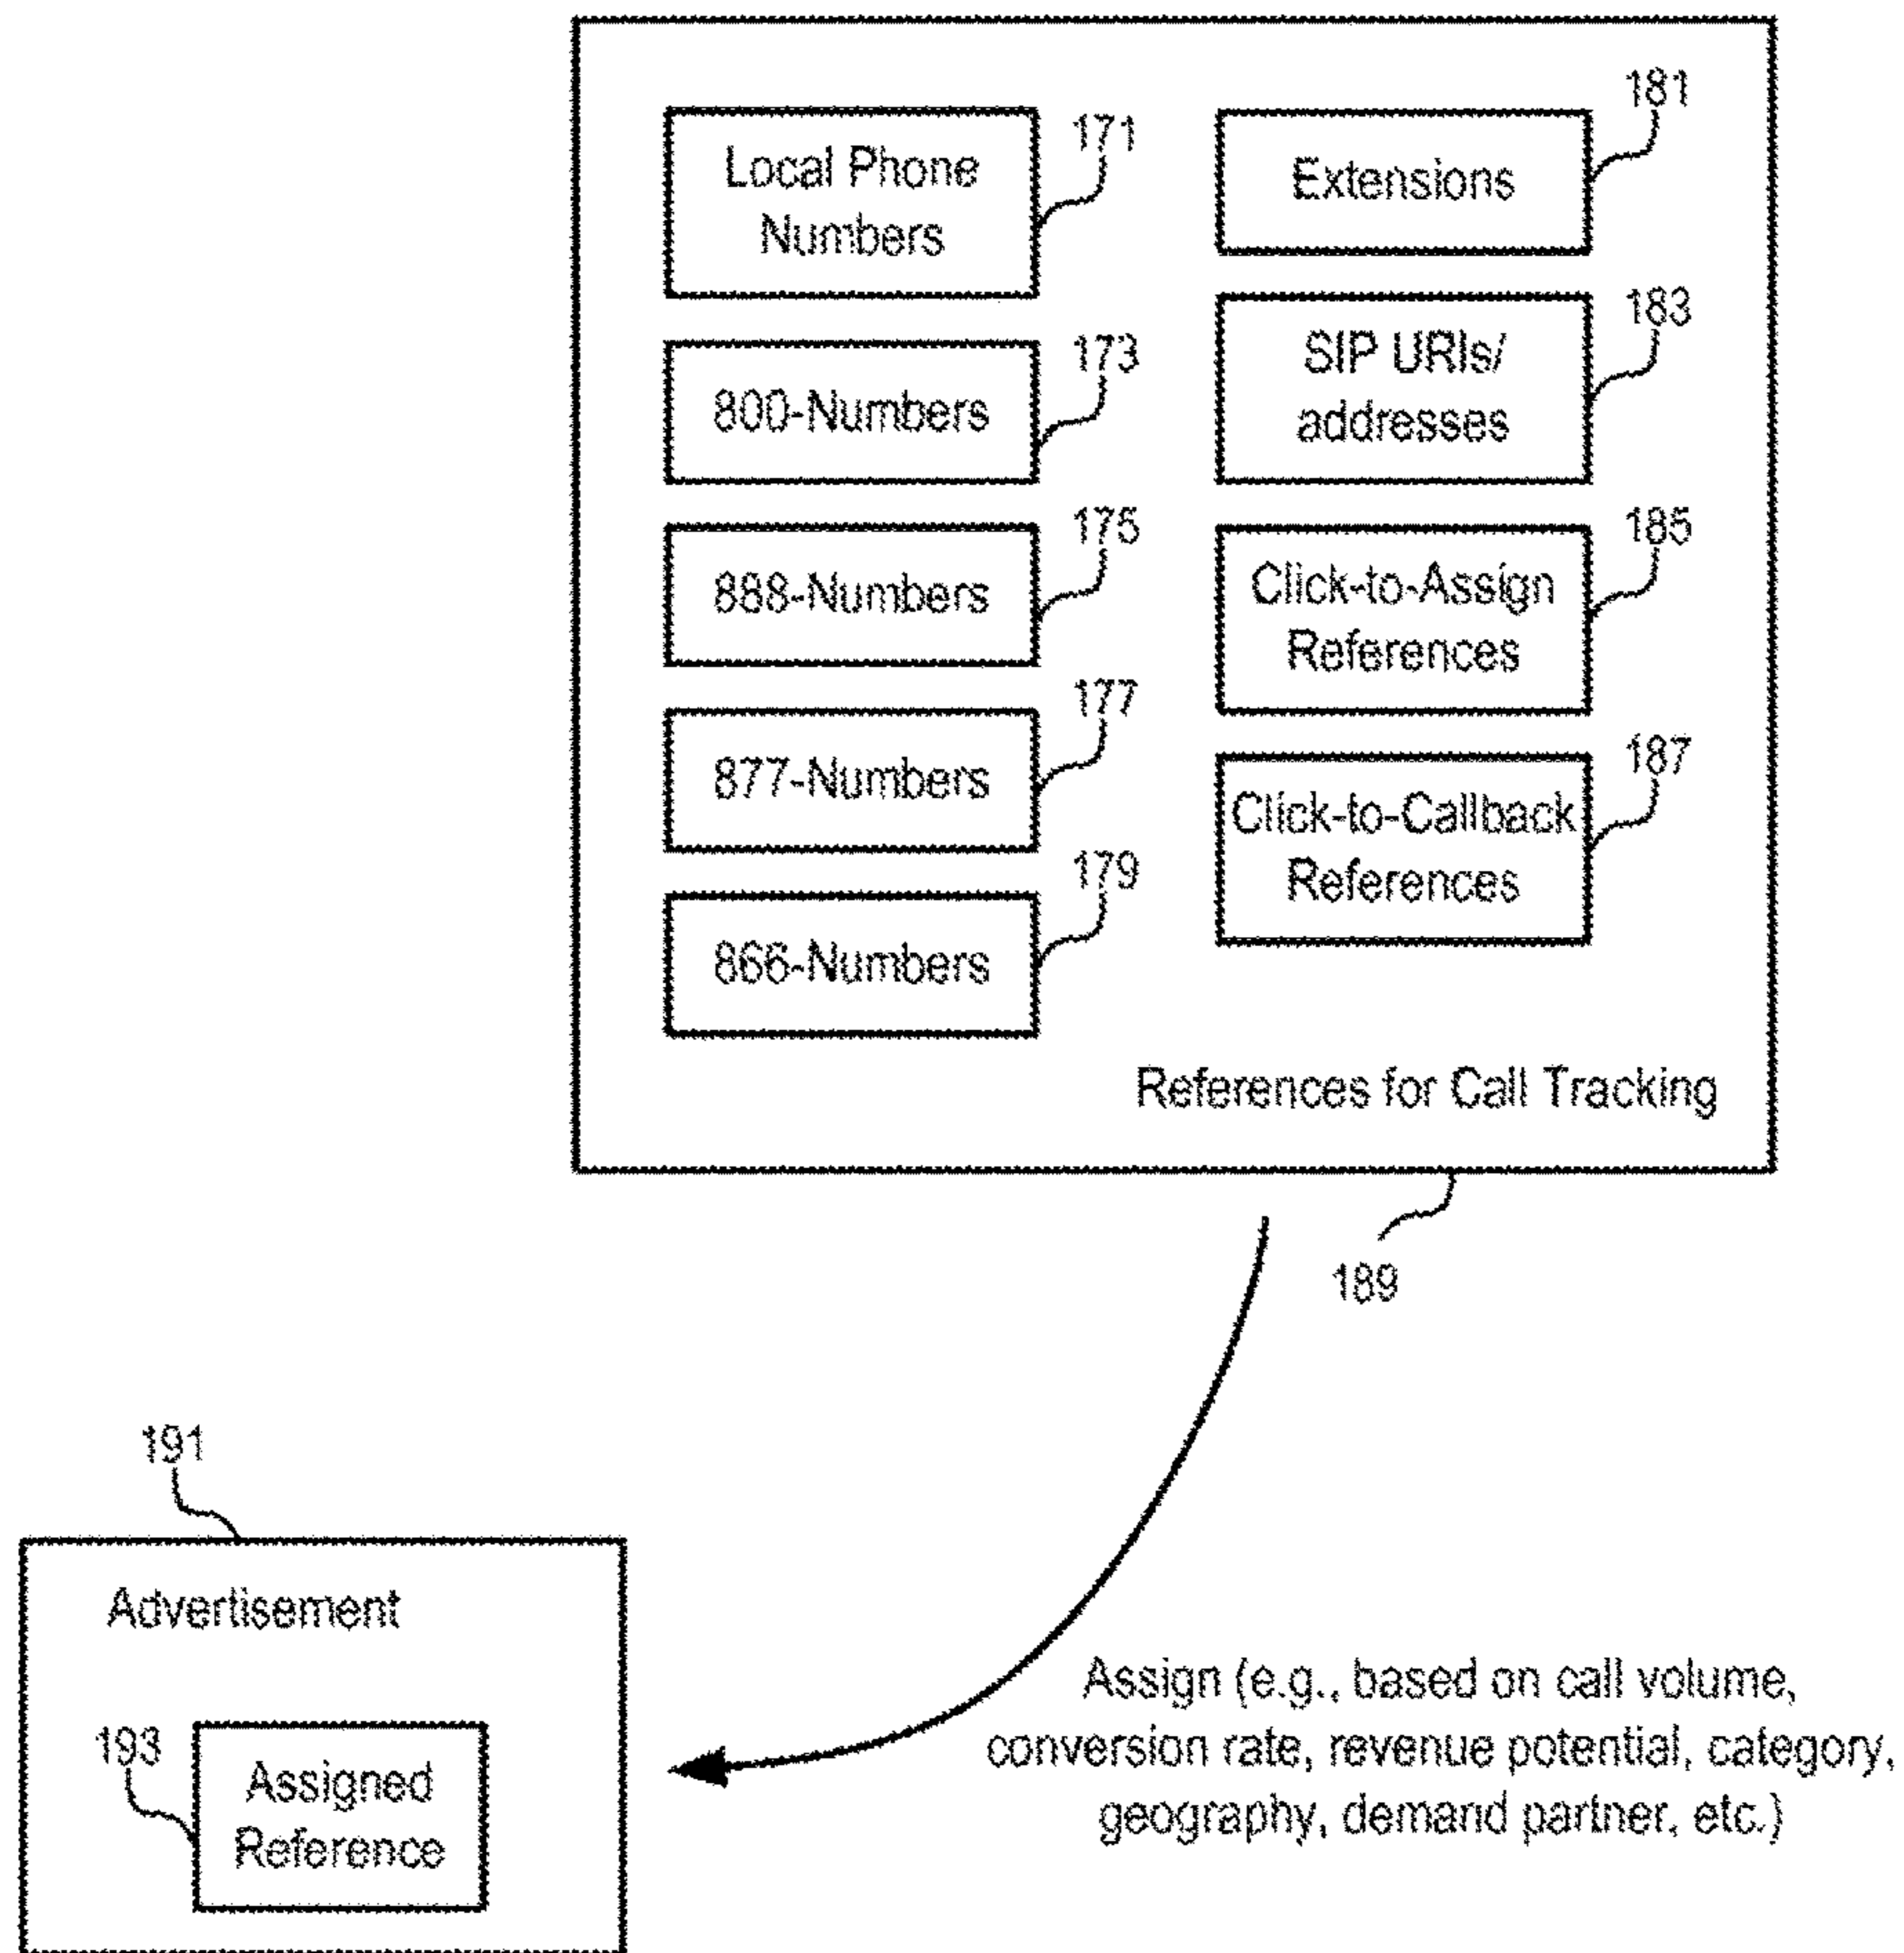 Local Phone
Numbers
171
800-Numbers
173
888-Numbers
175
877-Numbers
177
866-Numbers
179
Extensions
181
SIP URIs/
addresses
183
Click-to-Assign
References
185
Click-to-Callback
References
187
References for Call Tracking
189
191
Advertisement
193
Assigned
Reference
Assign (e.g., based on call volume,
conversion rate, revenue potential, category,
geography, demand partner, etc.)